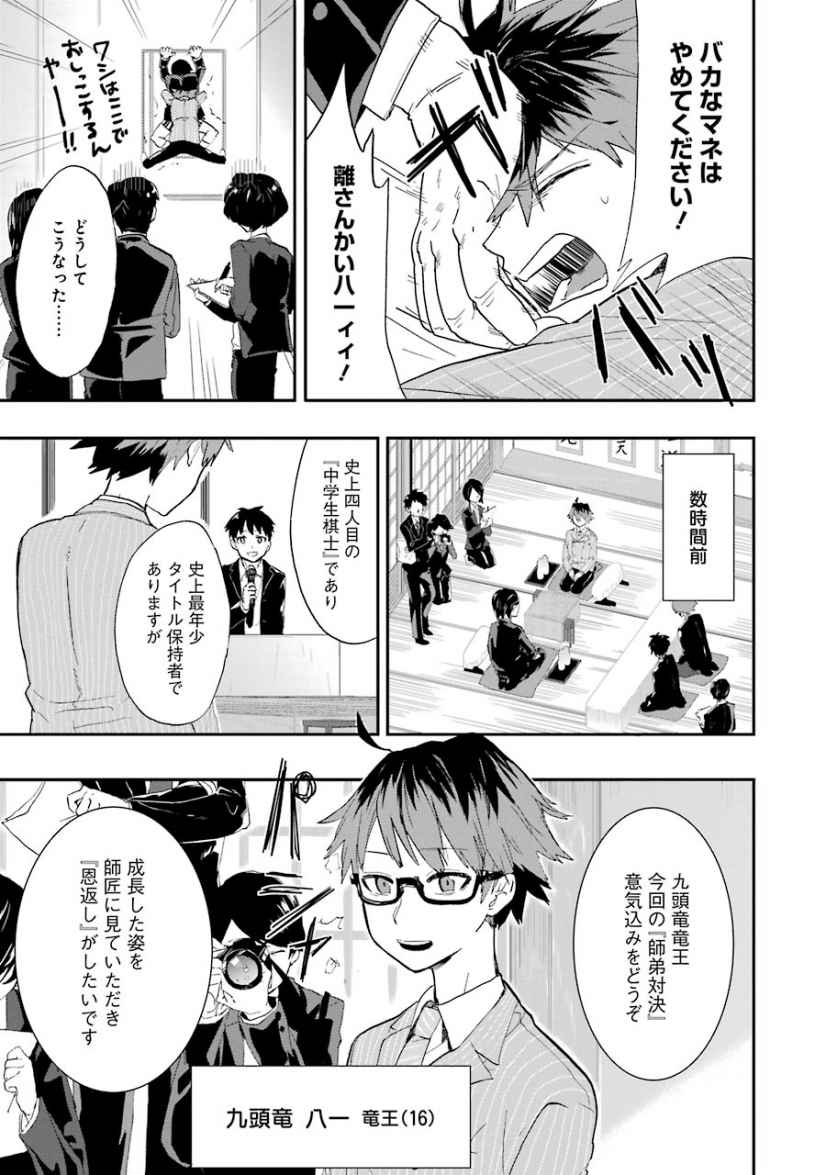 バカなマネは
やめてください！
離さんかい八一ィィ！
ワシはここで
おしっこするん
やーー!!
どうして
こうなった……
数時間前
史上四人目の
『中学生棋士』であり
史上最年少
タイトル保持者で
ありますが
九頭竜竜王
今回の『師弟対決』
意気込みをどうぞ
成長した姿を
師匠に見ていただき
『恩返し』がしたいです
九頭竜 八一 竜王(16)